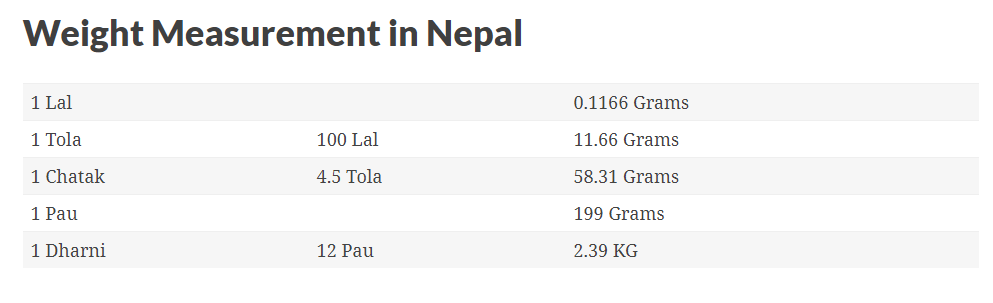 Weight Measurement in Nepal
1 Lal 0.1166 Grams
1 Tola 100 Lal 11.66 Grams
1 Chatak 4.5 Tola 58.31 Grams
1 Pau 199 Grams
1 Dharni 12 Pau 2.39 KG